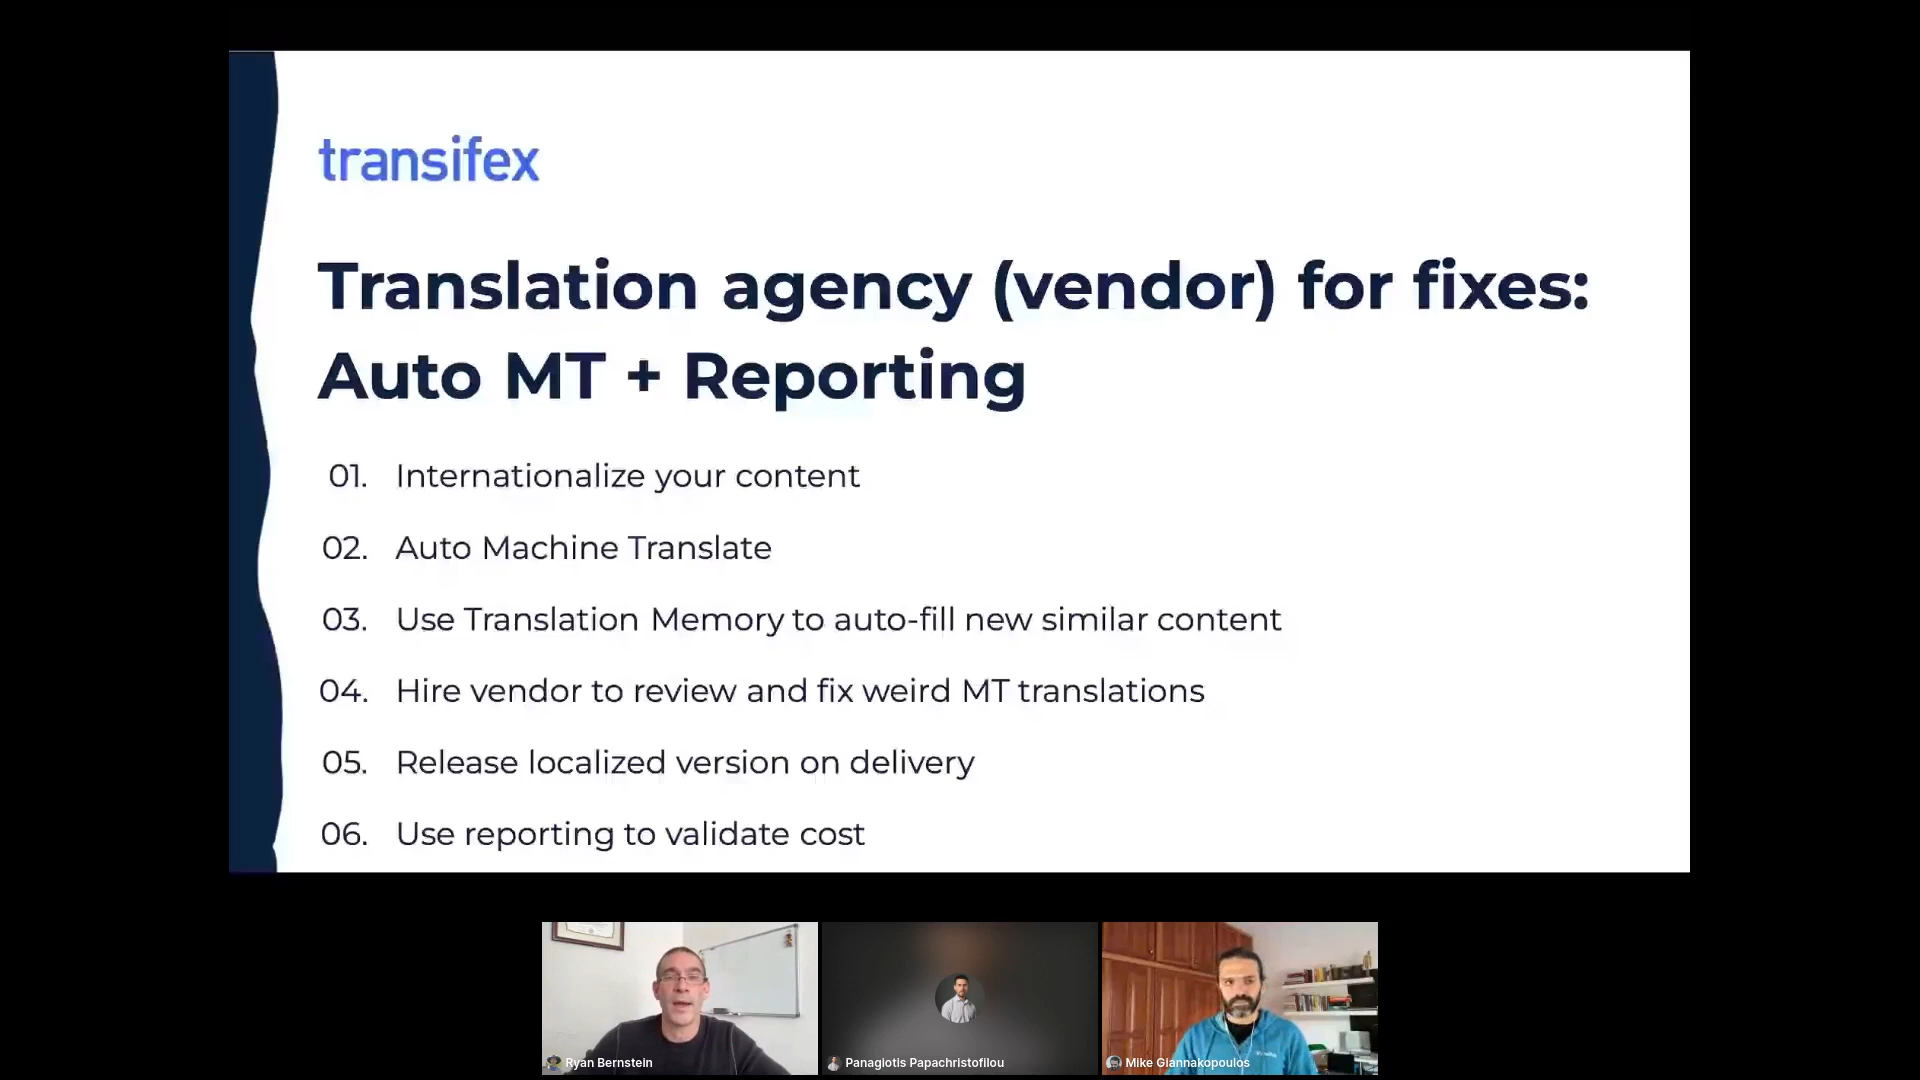 transifex
Translation agency (vendor) for fixes:
Auto MT + Reporting
01. Internationalize your content
02. Auto Machine Translate
03. Use Translation Memory to auto-fill new similar content
04. Hire vendor to review and fix weird MT translations
05. Release localized version on delivery
06. Use reporting to validate cost
Ryan Bernstein
Panagiotis Papachristofilou
Mike Giannakopoulos